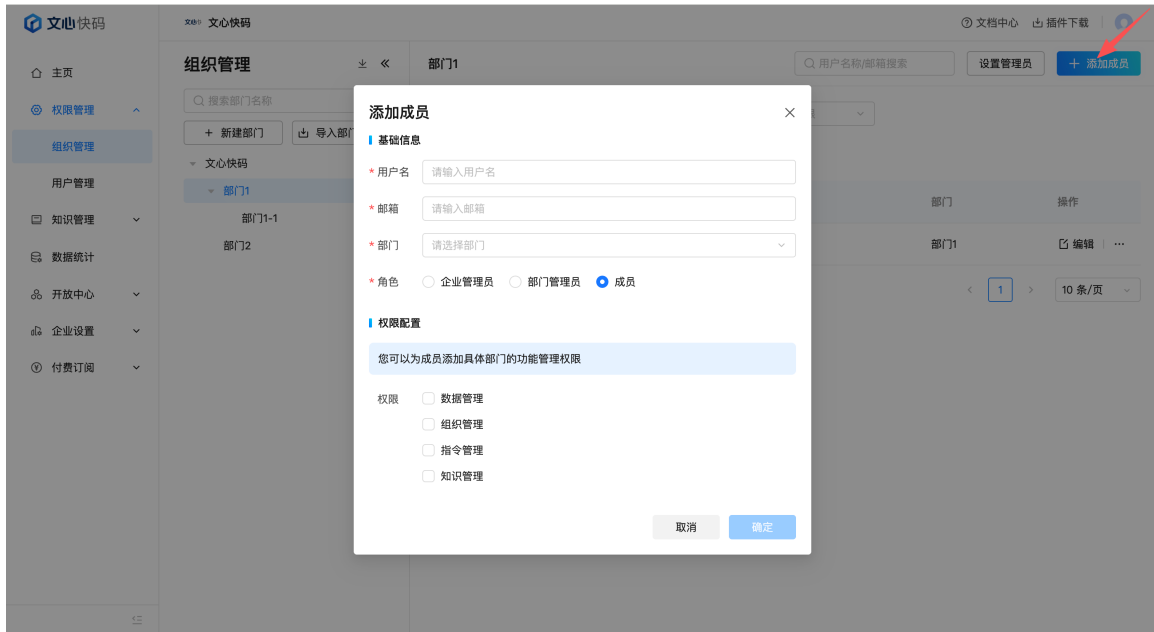 文心快码
文心快码
文档中心
插件下载
主页
权限管理
组织管理
用户管理
知识管理
数据统计
开放中心
企业设置
付费订阅
组织管理
搜索部门名称
+ 新建部门
导入部门
文心快码
部门1
部门1-1
部门2
部门1
用户名称/邮箱搜索
设置管理员
+ 添加成员
部门
操作
部门1
编辑
...
1
10 条/页
添加成员
基础信息
* 用户名
请输入用户名
* 邮箱
请输入邮箱
* 部门
请选择部门
* 角色
企业管理员
部门管理员
成员
权限配置
您可以为成员添加具体部门的功能管理权限
权限
数据管理
组织管理
指令管理
知识管理
取消
确定